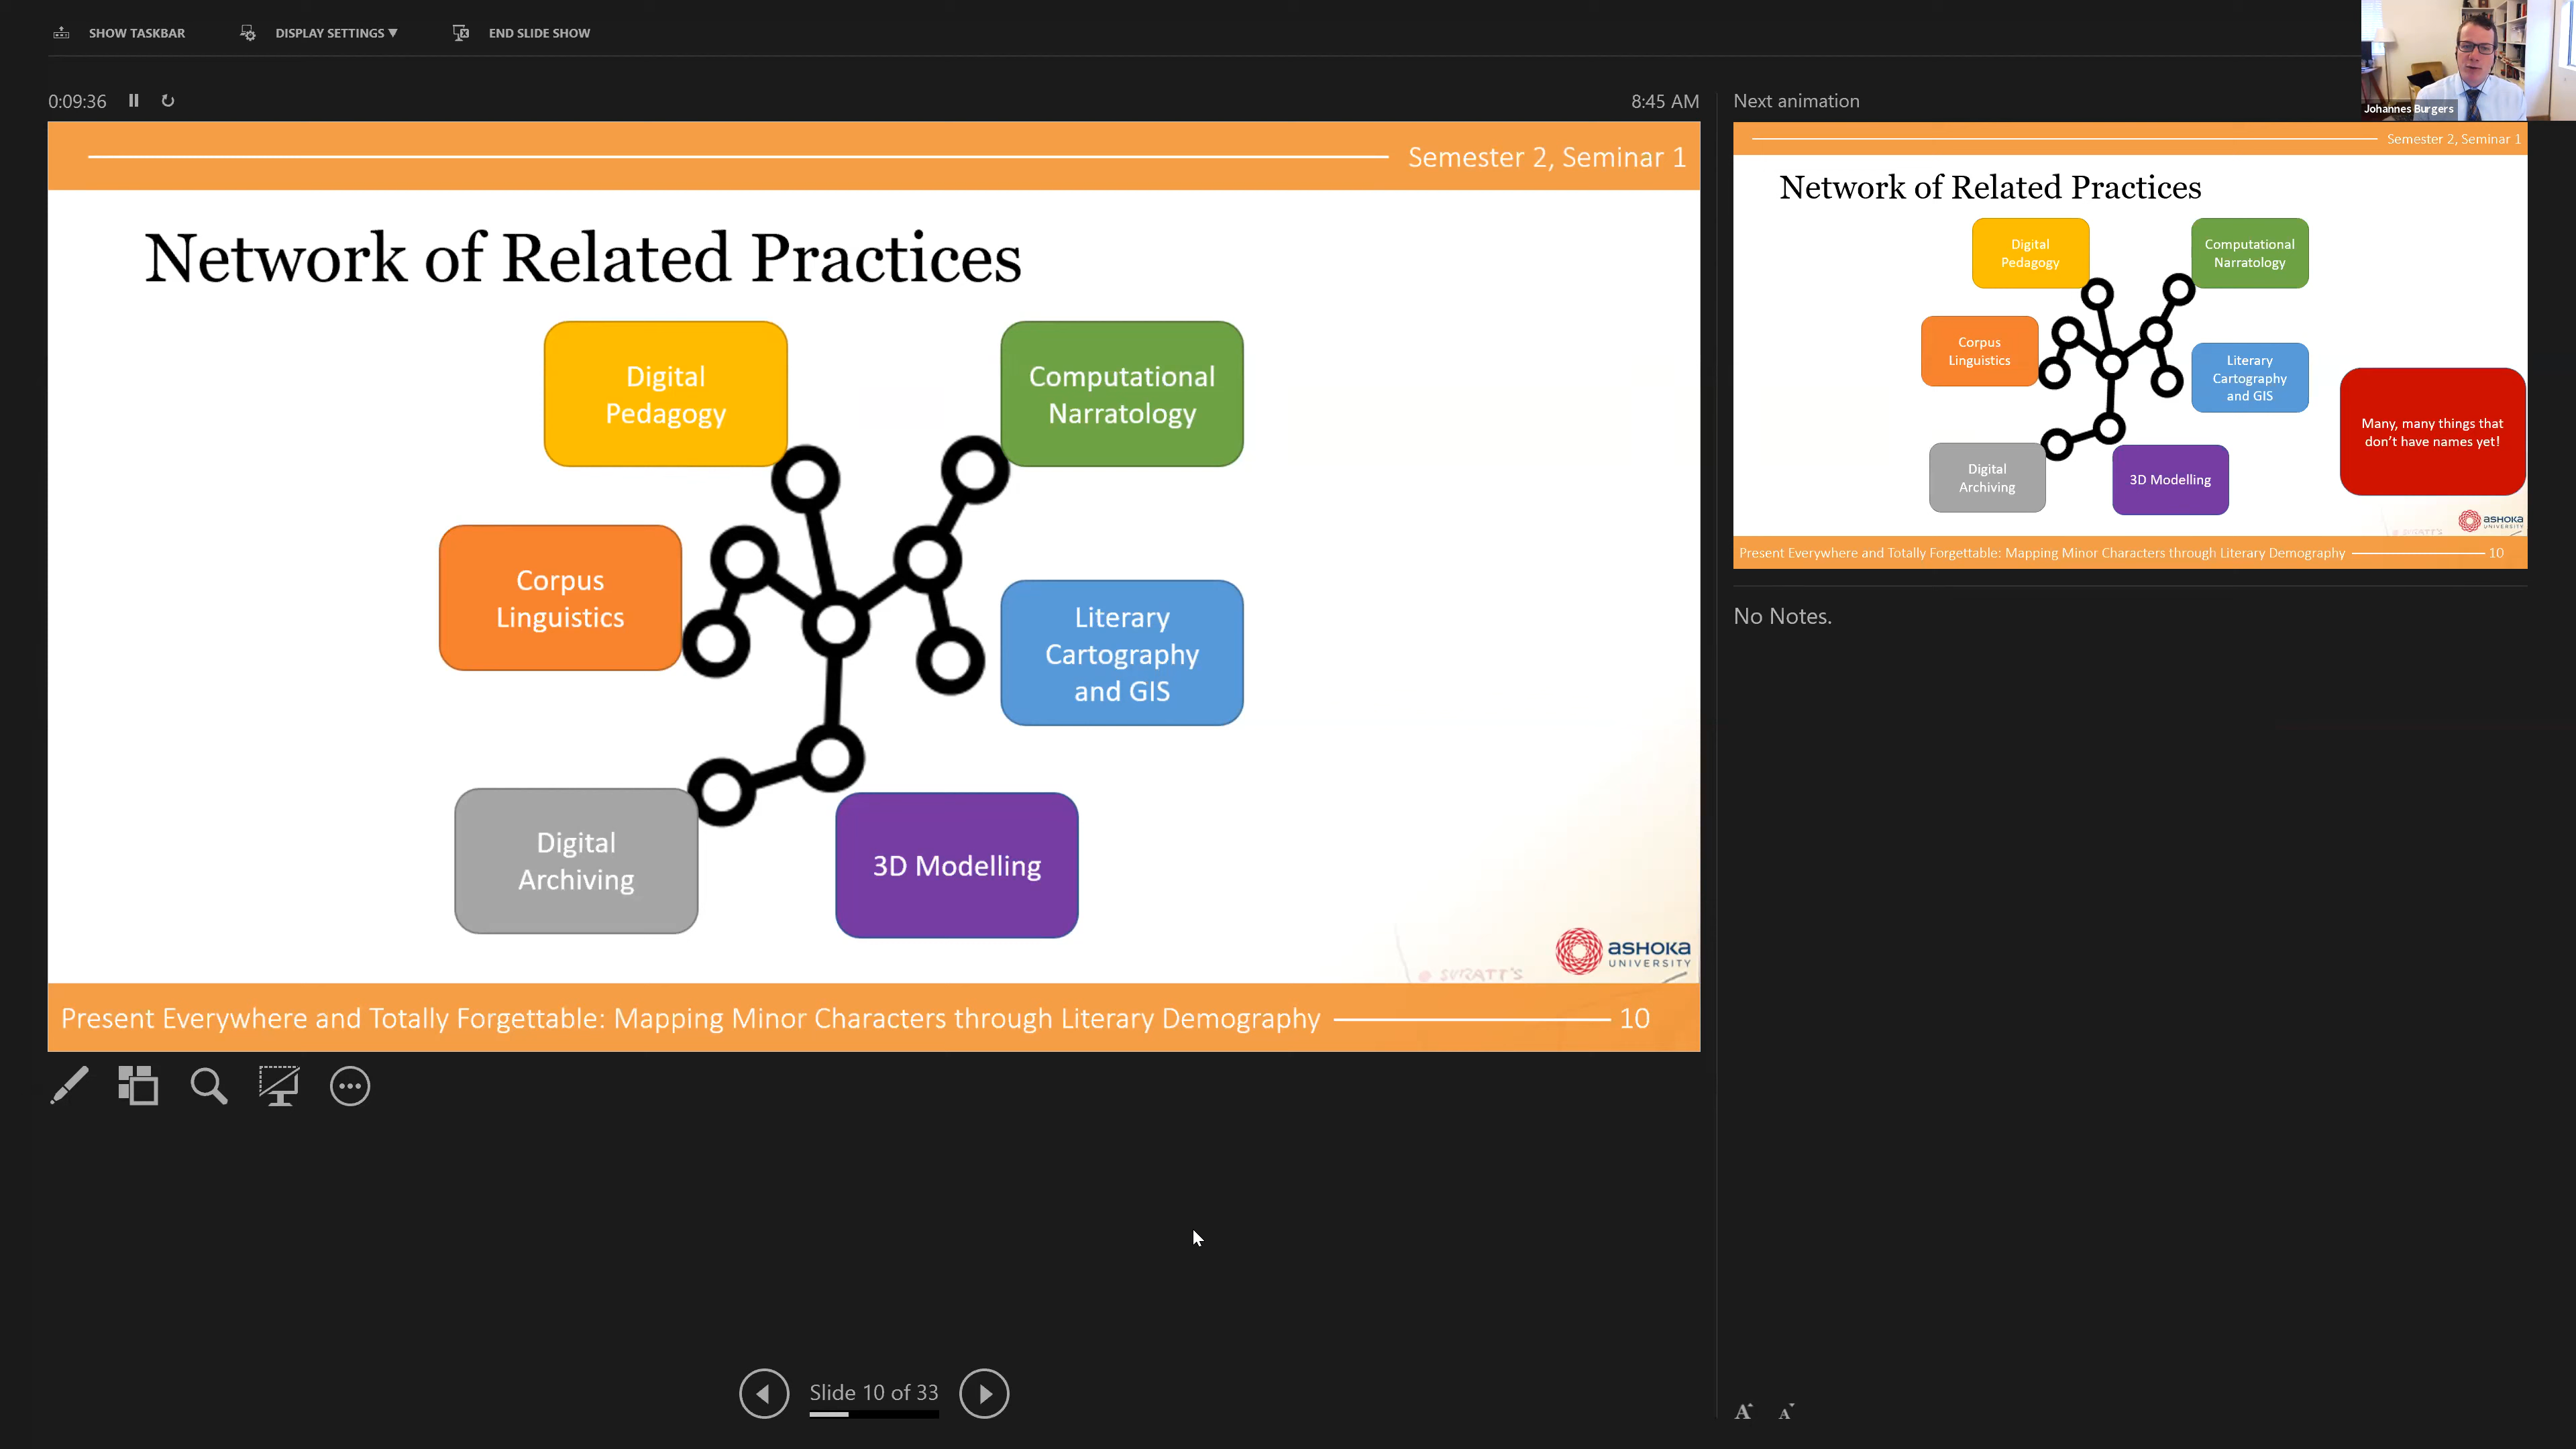 SHOW TASKBAR
DISPLAY SETTINGS ▼
END SLIDE SHOW
Johannes Burgers
0:09:36
8:45 AM
Next animation
Semester 2, Seminar 1
Network of Related Practices
Digital
Pedagogy
Computational
Narratology
Corpus
Linguistics
Literary
Cartography
and GIS
Digital
Archiving
3D Modelling
SURATT'S
ASHOKA
UNIVERSITY
Present Everywhere and Totally Forgettable: Mapping Minor Characters through Literary Demography
10
Semester 2, Seminar 1
Network of Related Practices
Digital
Pedagogy
Computational
Narratology
Corpus
Linguistics
Literary
Cartography
and GIS
Many, many things that
don't have names yet!
Digital
Archiving
3D Modelling
SURATT'S
ASHOKA
UNIVERSITY
Present Everywhere and Totally Forgettable: Mapping Minor Characters through Literary Demography
10
No Notes.
Slide 10 of 33
A
A